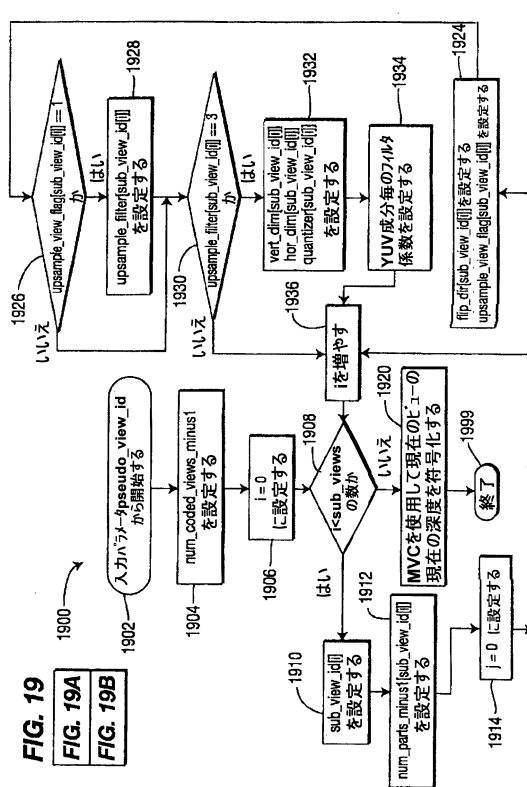 FIG. 19
FIG. 19A
FIG. 19B
1900
1902
入力パラメータpseudo_view_id
から開始する
1904
num_coded_views_minus1
を設定する
1906
i = 0
に設定する
1908
i<sub_views
の数か
はい
いいえ
1910
sub_view_id[i]
を設定する
1912
num_parts_minus1[sub_view_id[i]]
を設定する
1914
j = 0 に設定する
1920
MVCを使用して現在のビューの
現在の深度を符号化する
1999
終了
1926
upsample_view_flag[sub_view_id[i]] == 1
か
いいえ
はい
1928
upsample_filter[sub_view_id[i]]
を設定する
1930
upsample_filter[sub_view_id[i]] == 3
か
いいえ
はい
1932
vert_dim[sub_view_id[i]]
hor_dim[sub_view_id[i]]
quantizer[sub_view_id[i]]
を設定する
1934
YUV成分毎のフィルタ
係数を設定する
1936
iを増やす
1924
flip_dir[sub_view_id[i]]を設定する
upsample_view_flag[sub_view_id[i]] を設定する